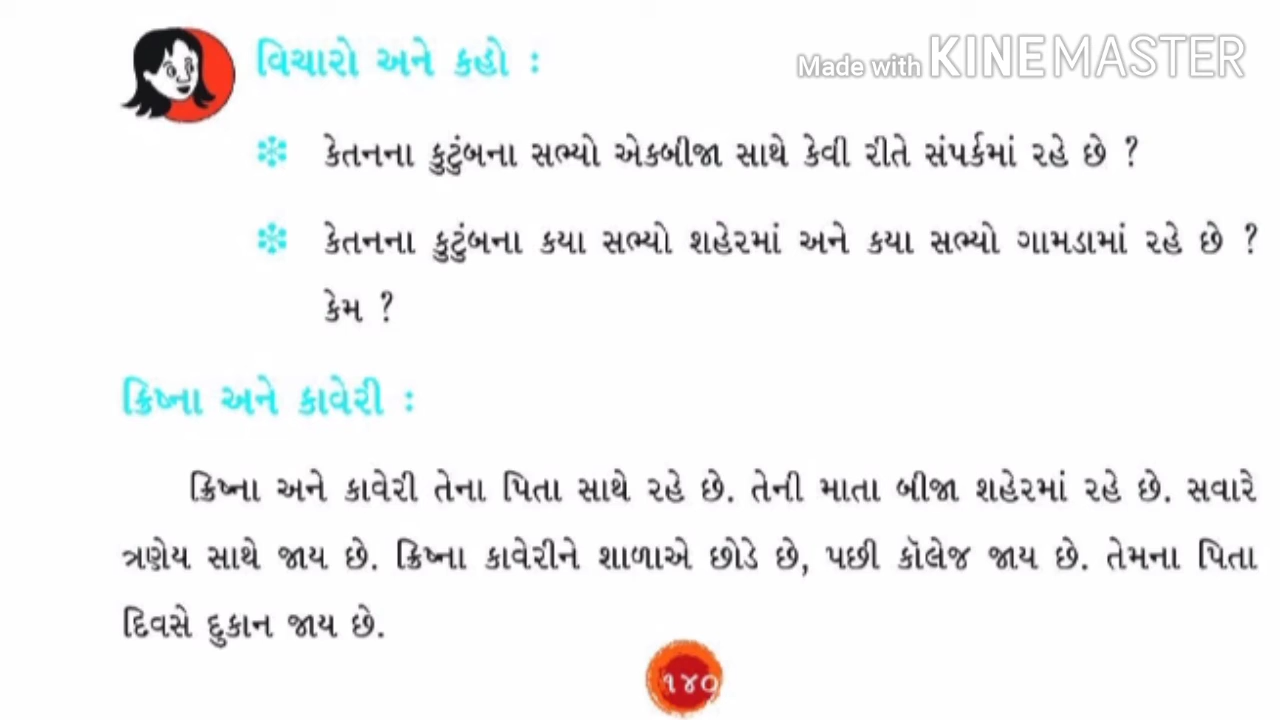 વિચારો અને કહો :
Made with KINEMASTER
❇ કેતનના કુટુંબના સભ્યો એકબીજા સાથે કેવી રીતે સંપર્કમાં રહે છે ?
❇ કેતનના કુટુંબના કયા સભ્યો શહેરમાં અને કયા સભ્યો ગામડામાં રહે છે ?
કેમ ?
ક્રિષ્ના અને કાવેરી :
ક્રિષ્ના અને કાવેરી તેના પિતા સાથે રહે છે. તેની માતા બીજા શહેરમાં રહે છે. સવારે
ત્રણેય સાથે જાય છે. ક્રિષ્ના કાવેરીને શાળાએ છોડે છે, પછી કૉલેજ જાય છે. તેમના પિતા
દિવસે દુકાન જાય છે.
૧૪૦